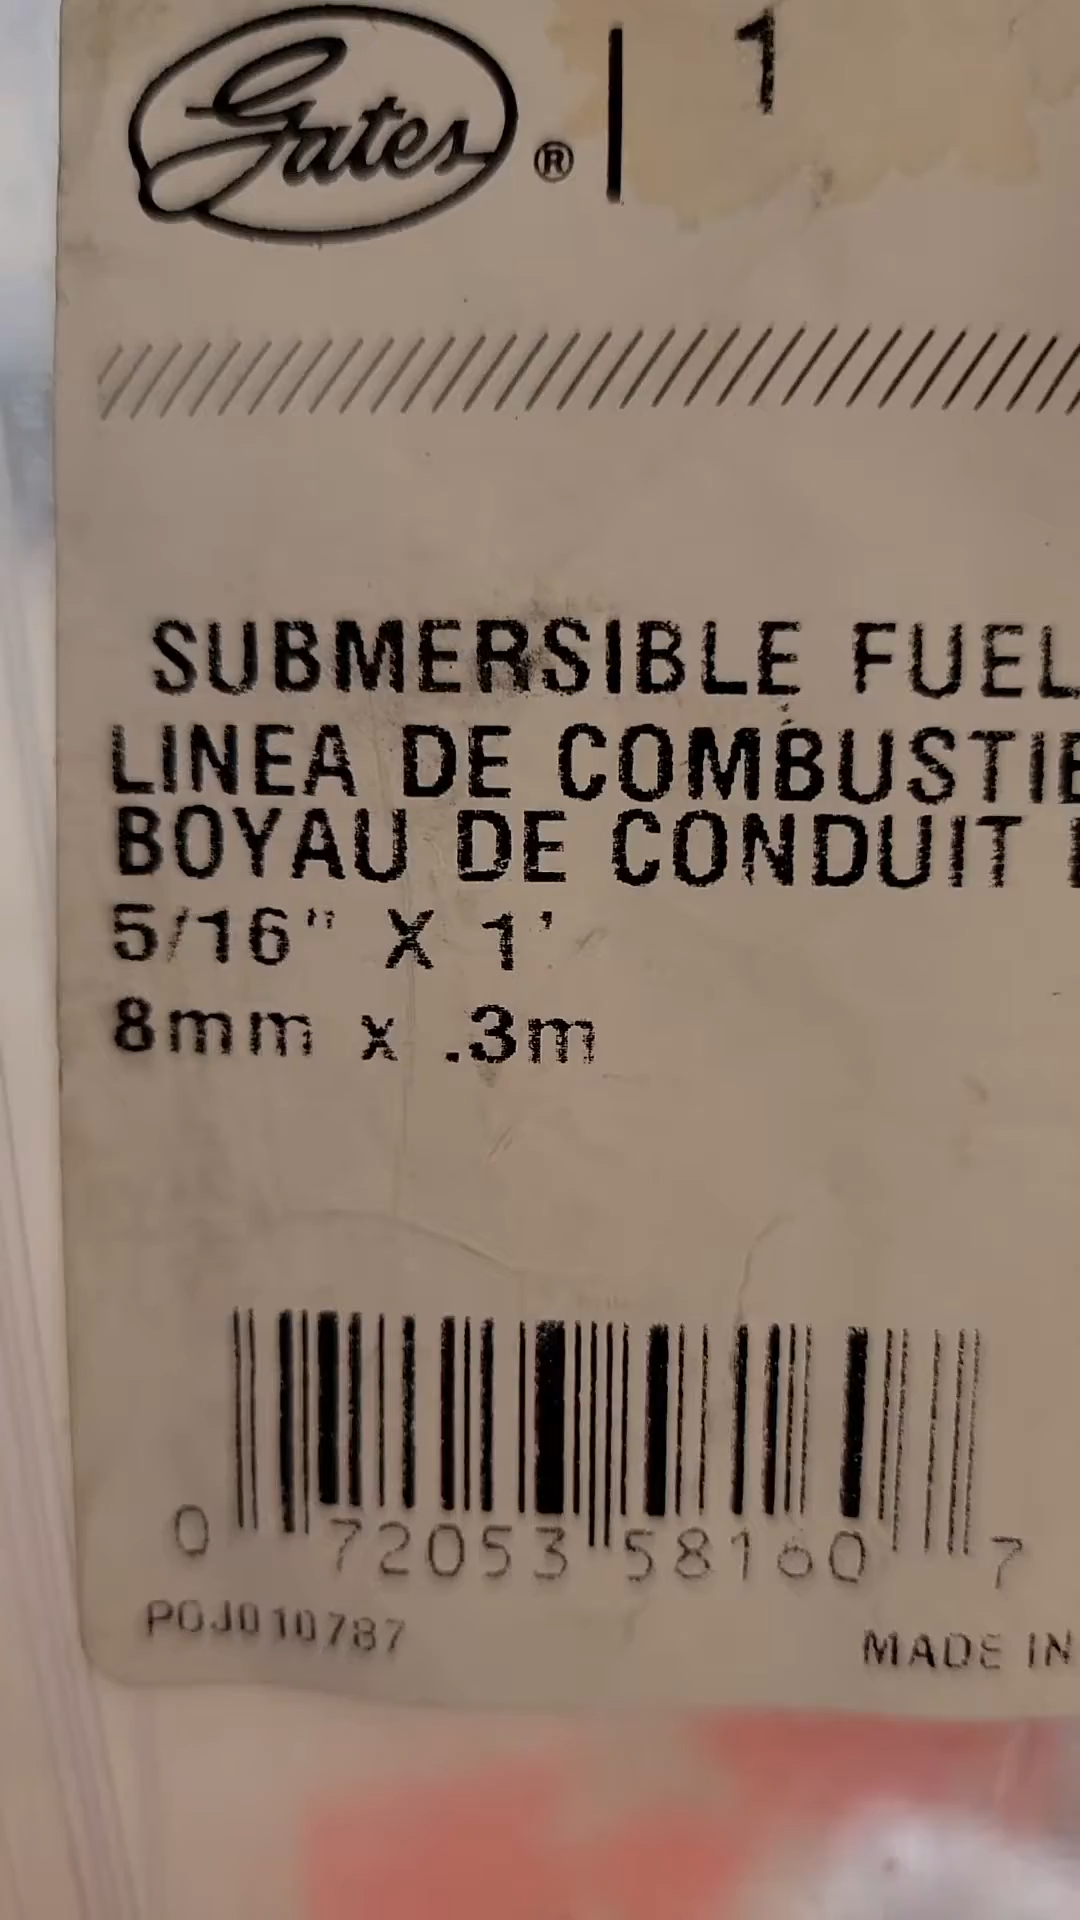 Gates ® | 1
SUBMERSIBLE FUEL
LINEA DE COMBUSTIB
BOYAU DE CONDUIT
5/16" X 1'
8mm x .3m
0 72053 58160 7
POJ010787
MADE IN